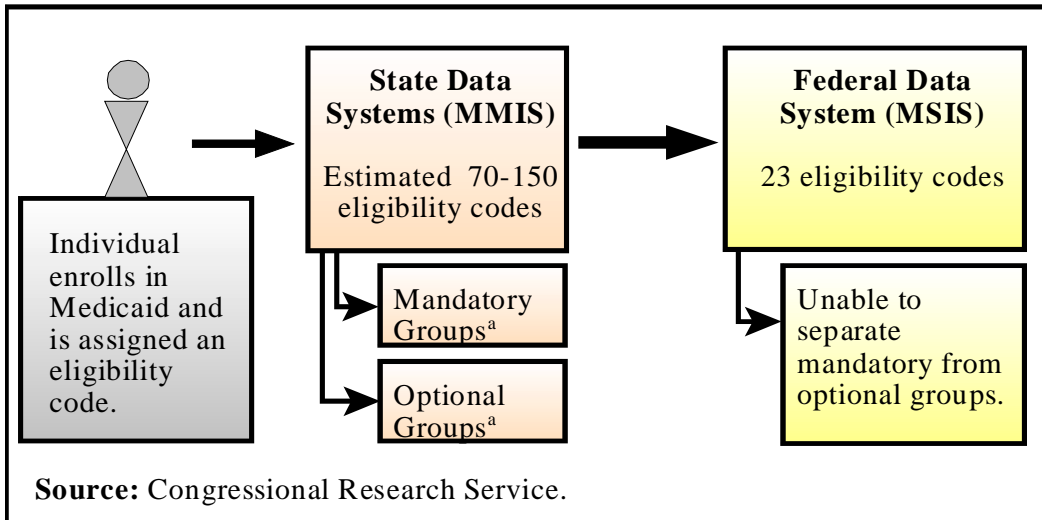 Individual
enrolls in
Medicaid and
is assigned an
eligibility
code.
State Data
Systems (MMIS)
Estimated 70-150
eligibility codes
Mandatory
Groupsᵃ
Optional
Groupsᵃ
Federal Data
System (MSIS)
23 eligibility codes
Unable to
separate
mandatory from
optional groups.
Source: Congressional Research Service.